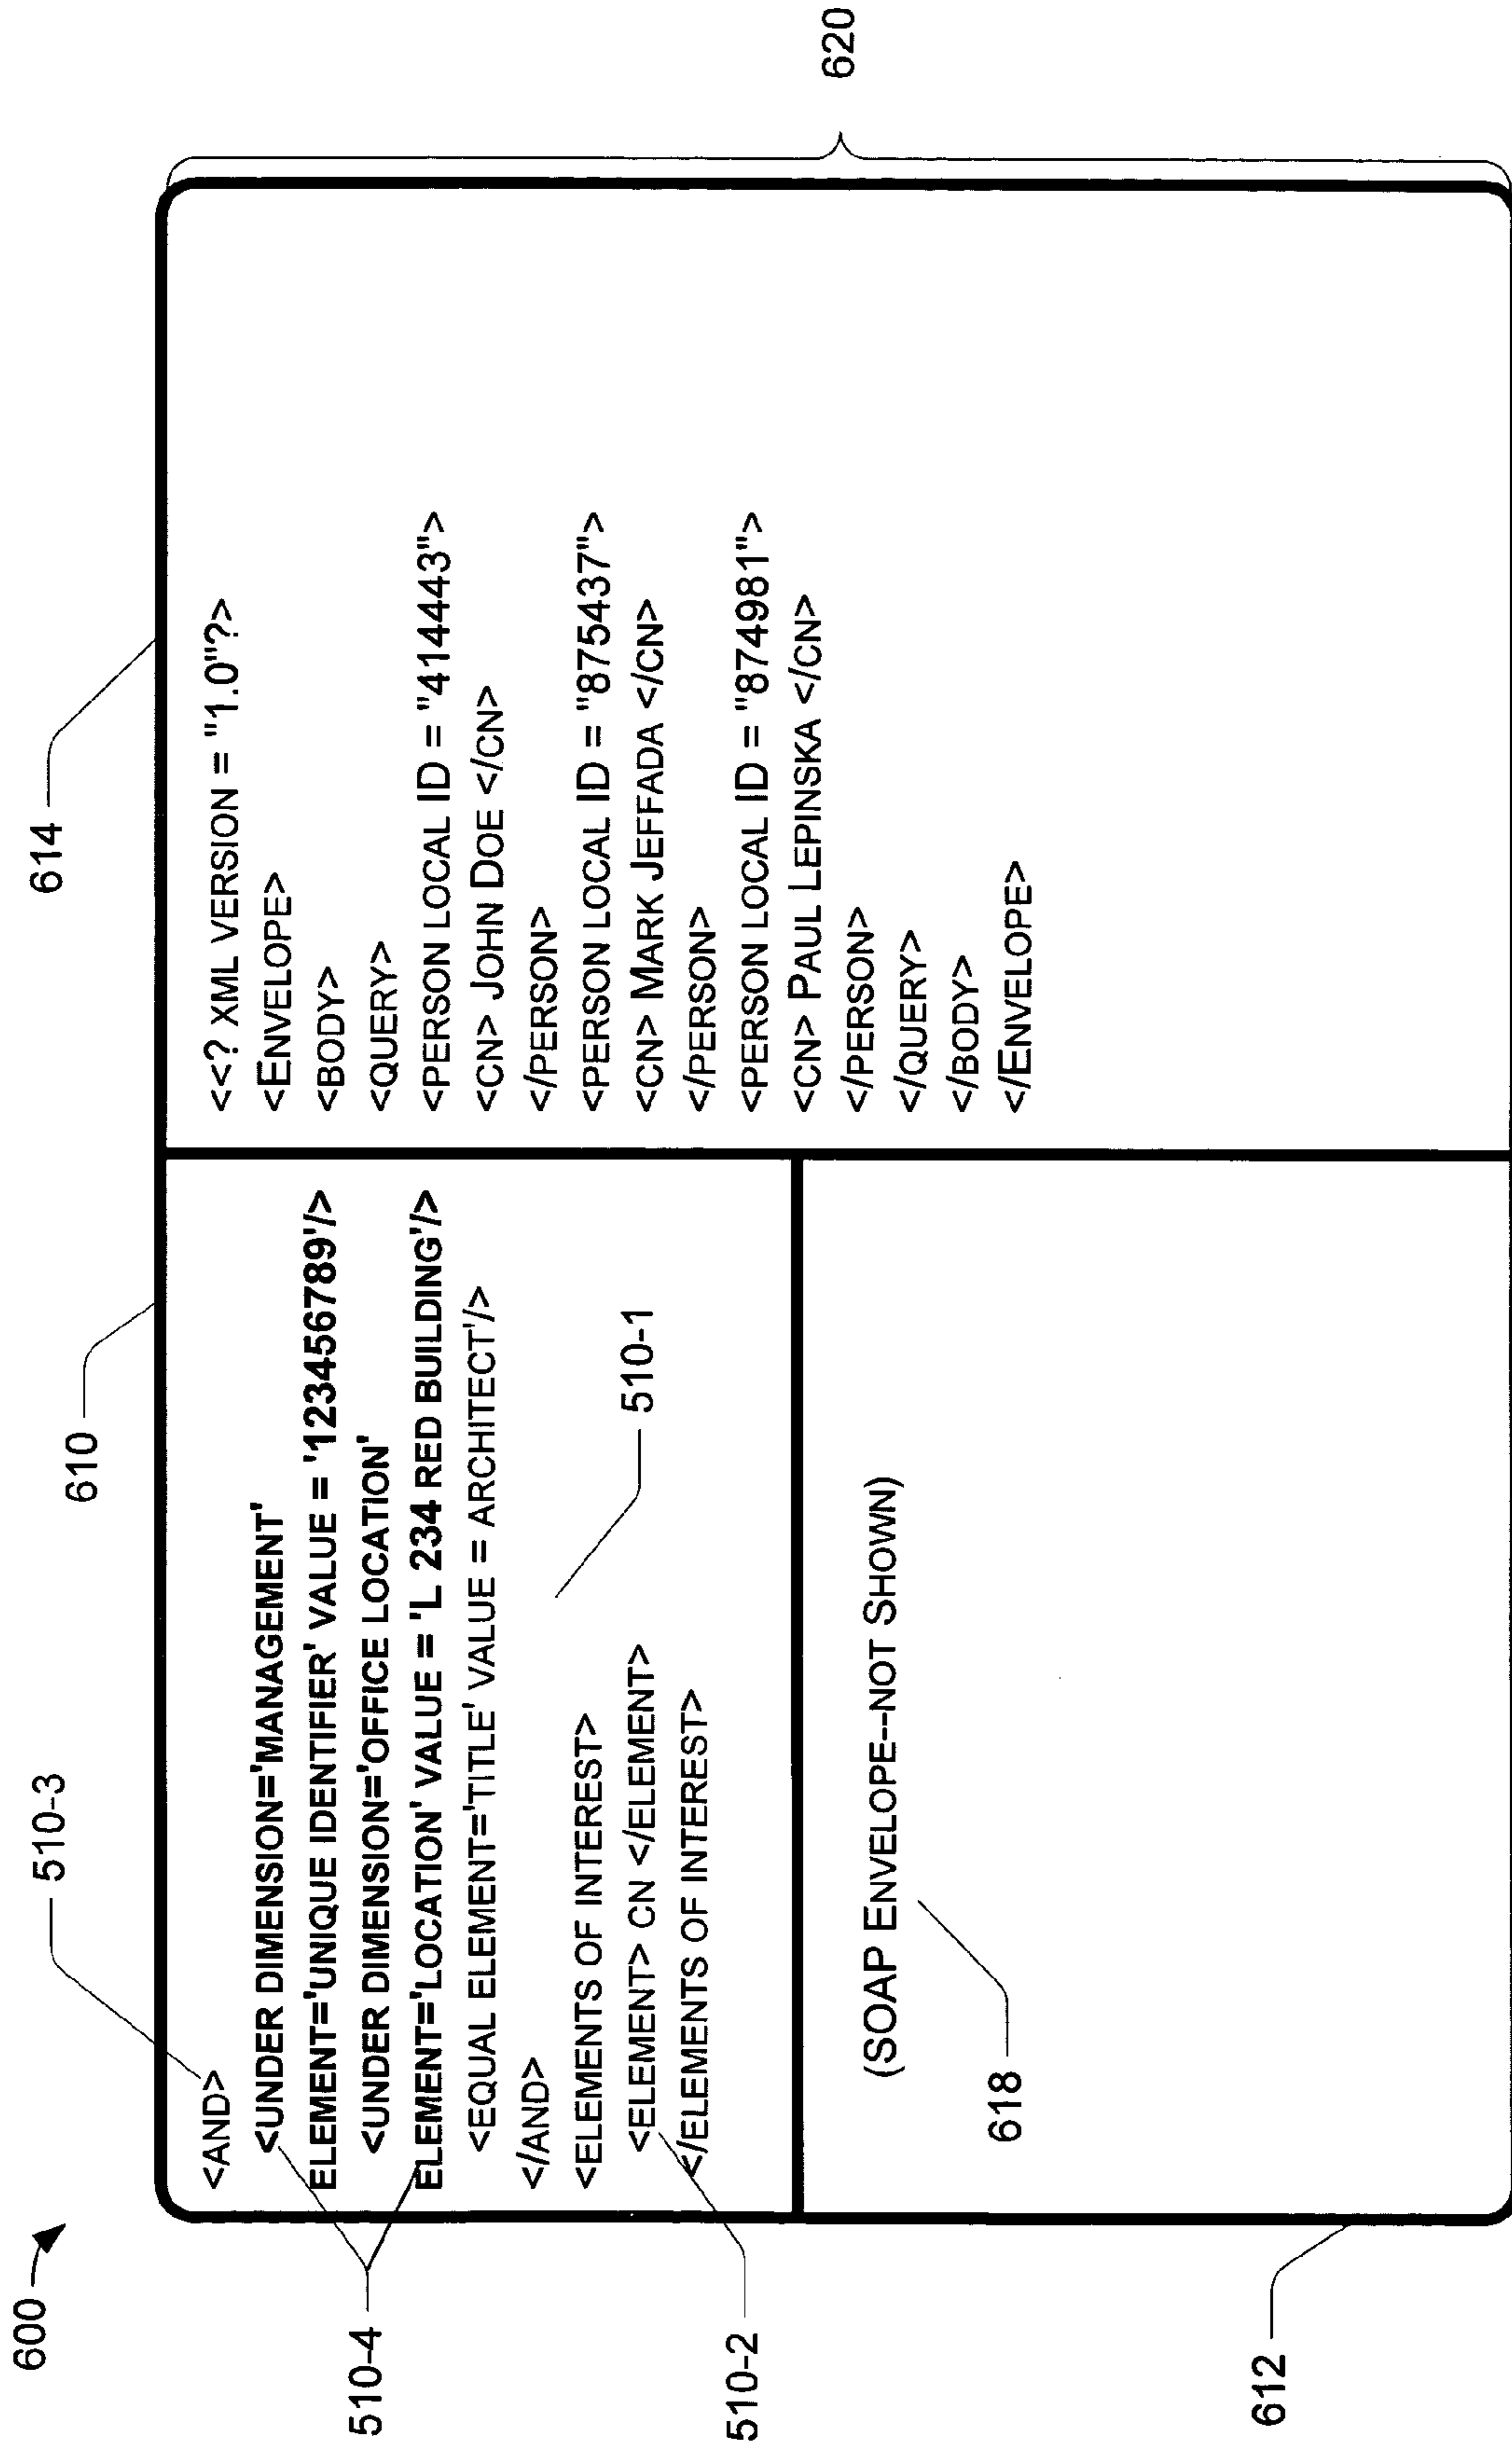 600
510-3
610
614
<AND>
<UNDER DIMENSION='MANAGEMENT'
ELEMENT='UNIQUE IDENTIFIER' VALUE = '123456789'/>
<UNDER DIMENSION='OFFICE LOCATION'
ELEMENT='LOCATION' VALUE = 'L 234 RED BUILDING'/>
<EQUAL ELEMENT='TITLE' VALUE = ARCHITECT'/>
</AND>
<ELEMENTS OF INTEREST>
<ELEMENT> CN </ELEMENT>
</ELEMENTS OF INTEREST>
510-4
510-1
510-2
(SOAP ENVELOPE--NOT SHOWN)
618
612
<<? XML VERSION = "1.0"?>
<ENVELOPE>
<BODY>
<QUERY>
<PERSON LOCAL ID = "414443">
<CN> JOHN DOE </CN>
</PERSON>
<PERSON LOCAL ID = "875437">
<CN> MARK JEFFADA </CN>
</PERSON>
<PERSON LOCAL ID = "874981">
<CN> PAUL LEPINSKA </CN>
</PERSON>
</QUERY>
</BODY>
</ENVELOPE>
620